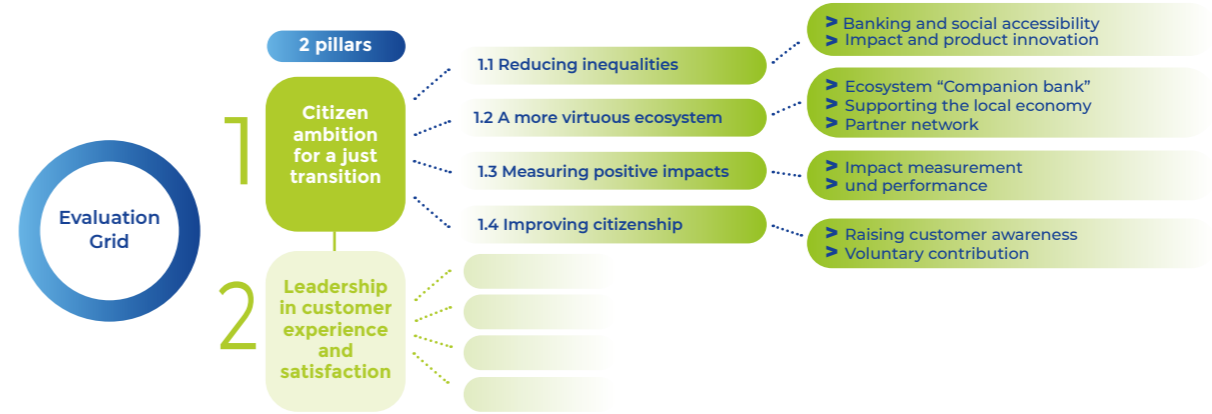 2 pillars
Evaluation
Grid
1
Citizen
ambition
for a just
transition
1.1 Reducing inequalities
> Banking and social accessibility
> Impact and product innovation
1.2 A more virtuous ecosystem
> Ecosystem “Companion bank”
> Supporting the local economy
> Partner network
1.3 Measuring positive impacts
> Impact measurement
> und performance
1.4 Improving citizenship
> Raising customer awareness
> Voluntary contribution
2
Leadership
in customer
experience
and
satisfaction